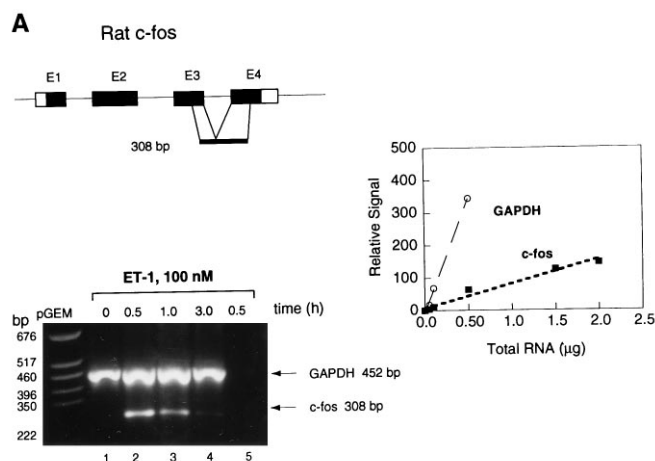 A
Rat c-fos
E1 E2 E3 E4
308 bp
ET-1, 100 nM
bp pGEM 0 0.5 1.0 3.0 0.5 time (h)
676
517
460
396
350
222
GAPDH 452 bp
c-fos 308 bp
1 2 3 4 5
500
400
300
200
100
0
Relative Signal
GAPDH
c-fos
0.0 0.50 1.0 1.5 2.0
Total RNA (µg)